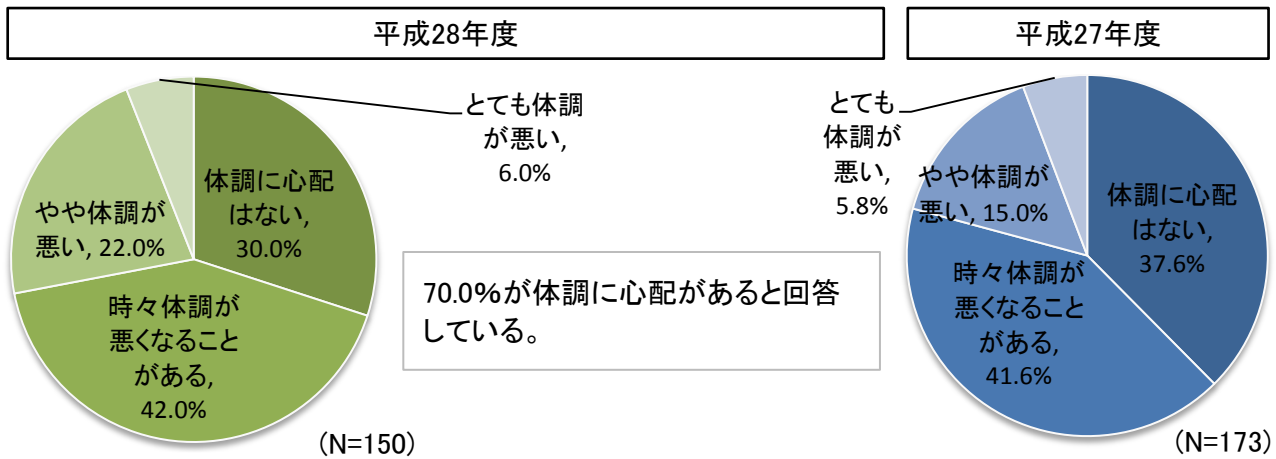 平成28年度
とても体調
が悪い,
6.0%
体調に心配
はない,
30.0%
やや体調が
悪い, 22.0%
時々体調が
悪くなること
がある,
42.0%
(N=150)
70.0%が体調に心配があると回答
している。
平成27年度
とても
体調が
悪い,
5.8%
やや体調が
悪い, 15.0%
体調に心配
はない,
37.6%
時々体調が
悪くなること
がある,
41.6%
(N=173)